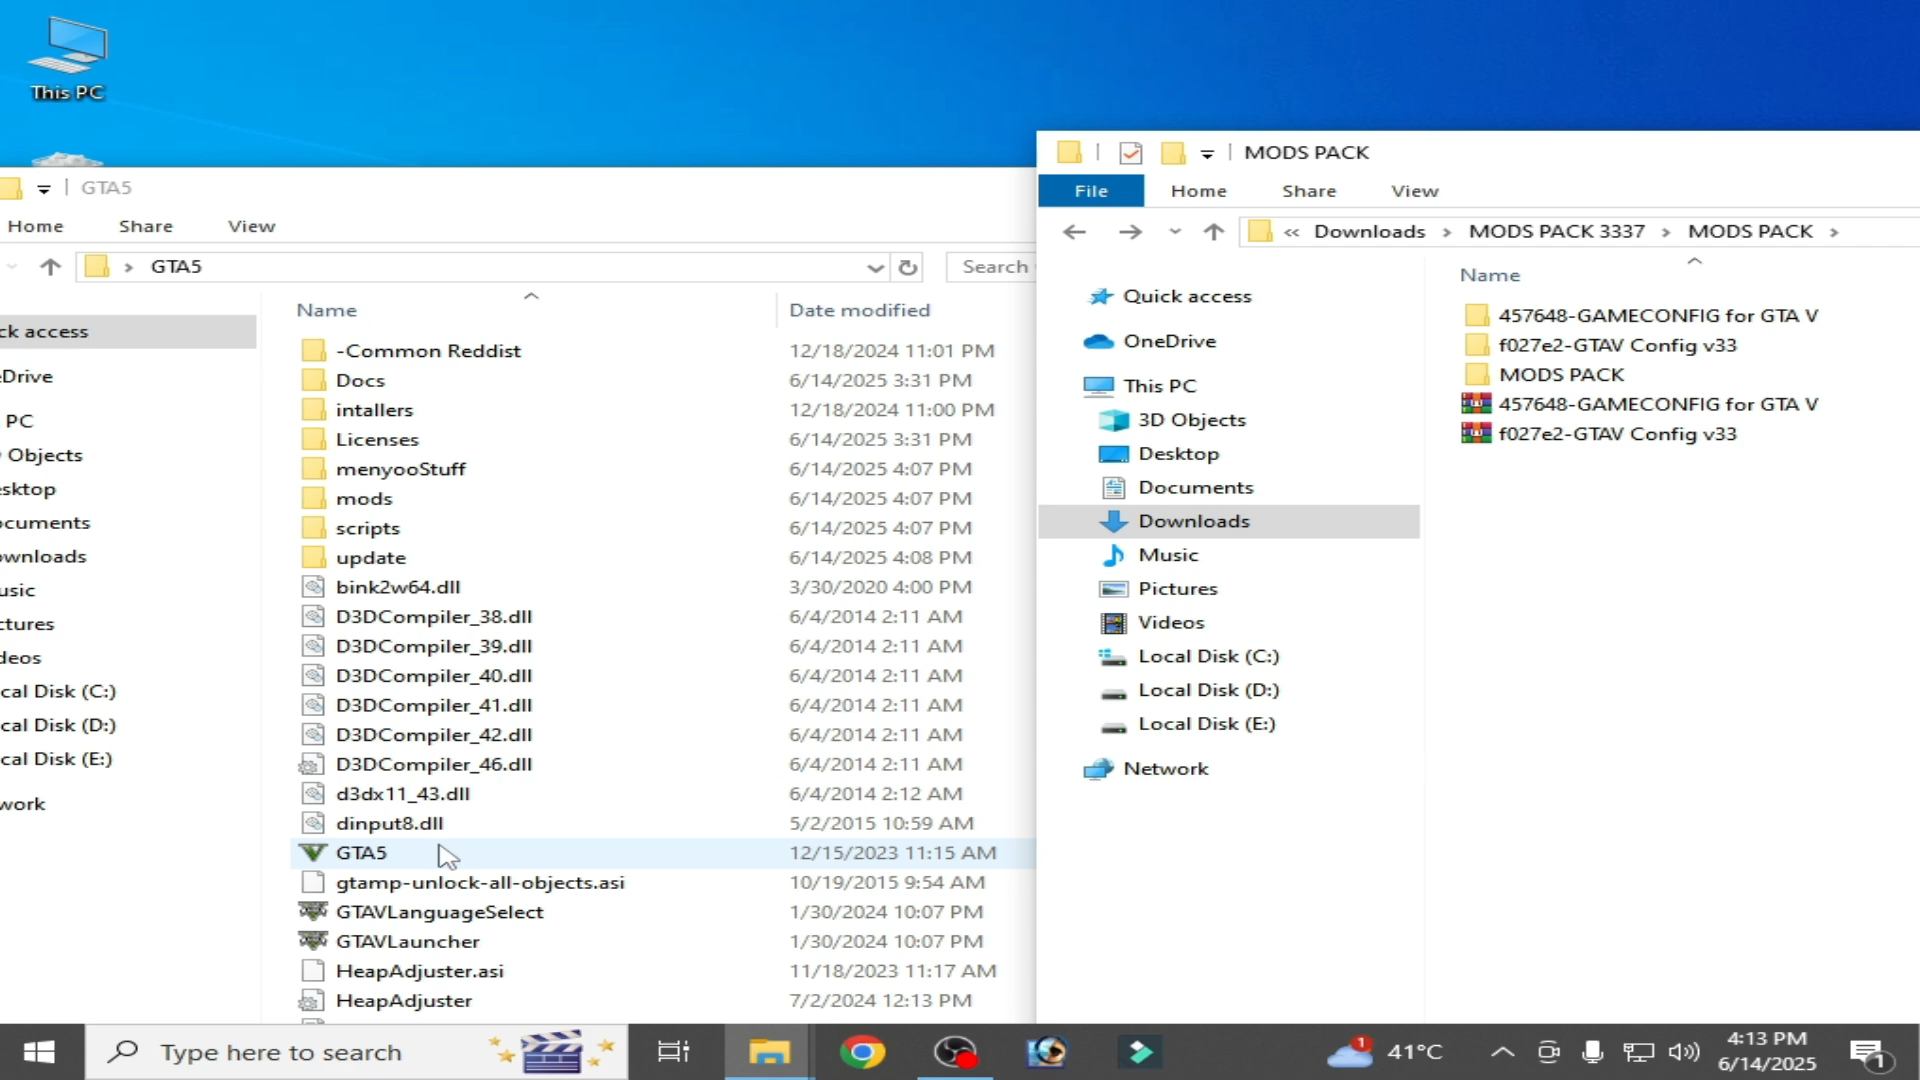 This PC
GTA5
Home Share View
GTA5
Search
Name Date modified
ck access
Drive
PC
Objects
sktop
ocuments
ownloads
usic
ctures
deos
cal Disk (C:)
cal Disk (D:)
cal Disk (E:)
work
-Common Reddist 12/18/2024 11:01 PM
Docs 6/14/2025 3:31 PM
intallers 12/18/2024 11:00 PM
Licenses 6/14/2025 3:31 PM
menyooStuff 6/14/2025 4:07 PM
mods 6/14/2025 4:07 PM
scripts 6/14/2025 4:07 PM
update 6/14/2025 4:08 PM
bink2w64.dll 3/30/2020 4:00 PM
D3DCompiler_38.dll 6/4/2014 2:11 AM
D3DCompiler_39.dll 6/4/2014 2:11 AM
D3DCompiler_40.dll 6/4/2014 2:11 AM
D3DCompiler_41.dll 6/4/2014 2:11 AM
D3DCompiler_42.dll 6/4/2014 2:11 AM
D3DCompiler_46.dll 6/4/2014 2:11 AM
d3dx11_43.dll 6/4/2014 2:12 AM
dinput8.dll 5/2/2015 10:59 AM
GTA5 12/15/2023 11:15 AM
gtamp-unlock-all-objects.asi 10/19/2015 9:54 AM
GTAVLanguageSelect 1/30/2024 10:07 PM
GTAVLauncher 1/30/2024 10:07 PM
HeapAdjuster.asi 11/18/2023 11:17 AM
HeapAdjuster 7/2/2024 12:13 PM
MODS PACK
File Home Share View
« Downloads › MODS PACK 3337 › MODS PACK ›
Quick access
OneDrive
This PC
3D Objects
Desktop
Documents
Downloads
Music
Pictures
Videos
Local Disk (C:)
Local Disk (D:)
Local Disk (E:)
Network
Name
457648-GAMECONFIG for GTA V
f027e2-GTAV Config v33
MODS PACK
457648-GAMECONFIG for GTA V
f027e2-GTAV Config v33
Type here to search
1
41°C
4:13 PM
6/14/2025
1